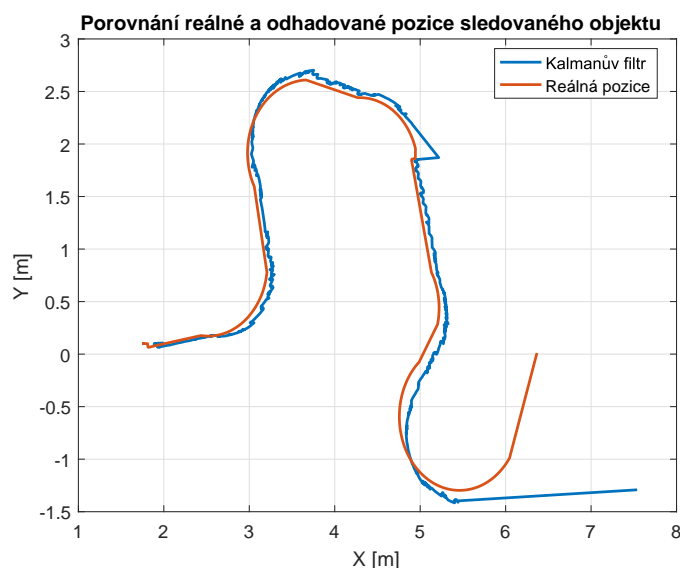 Porovnání reálné a odhadované pozice sledovaného objektu
Kalmanův filtr
Reálná pozice
Y [m]
3
2.5
2
1.5
1
0.5
0
-0.5
-1
-1.5
1 2 3 4 5 6 7 8
X [m]